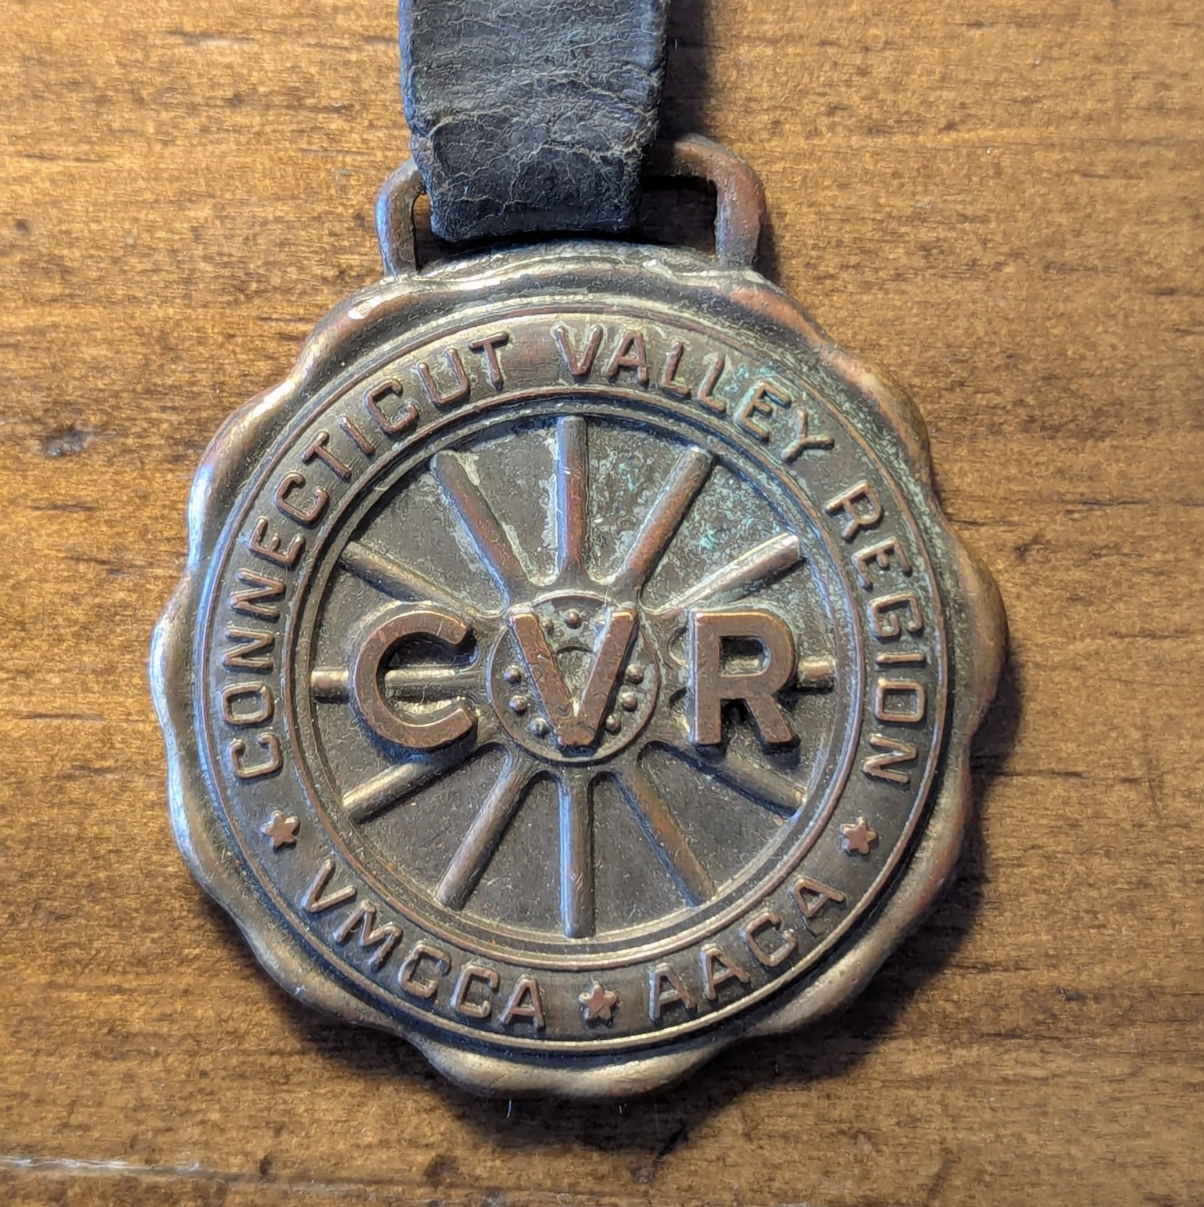 CONNECTICUT VALLEY REGION
CVR
VMCCA ★ AACA